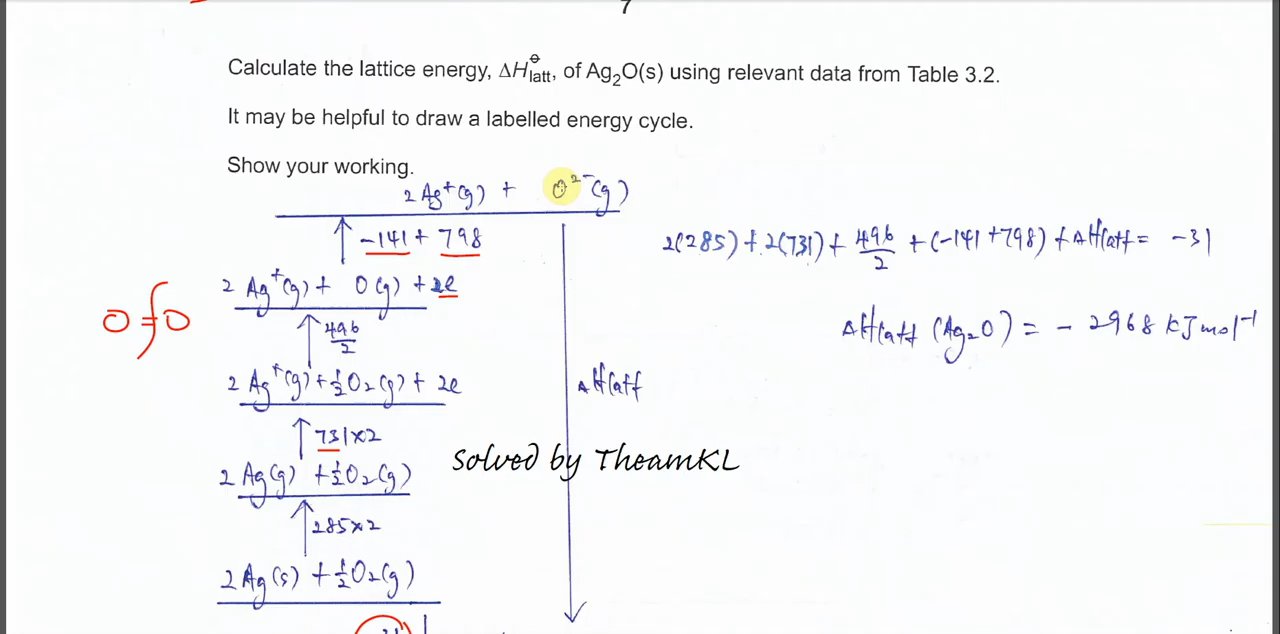 7
Calculate the lattice energy, ΔH⦵latt, of Ag₂O(s) using relevant data from Table 3.2.
It may be helpful to draw a labelled energy cycle.
Show your working.
2 Ag⁺(g) + O²⁻(g)
-141 + 798
2(285) + 2(731) + 496/2 + (-141 + 798) + ΔHlatt = -31
2 Ag⁺(g) + O(g) + 2e
O=O
496/2
ΔHlatt (Ag₂O) = - 2968 kJ mol⁻¹
2 Ag⁺(g) + ½O₂(g) + 2e
ΔHlatt
731×2
Solved by TheamKL
2 Ag(g) + ½O₂(g)
285×2
2 Ag(s) + ½O₂(g)